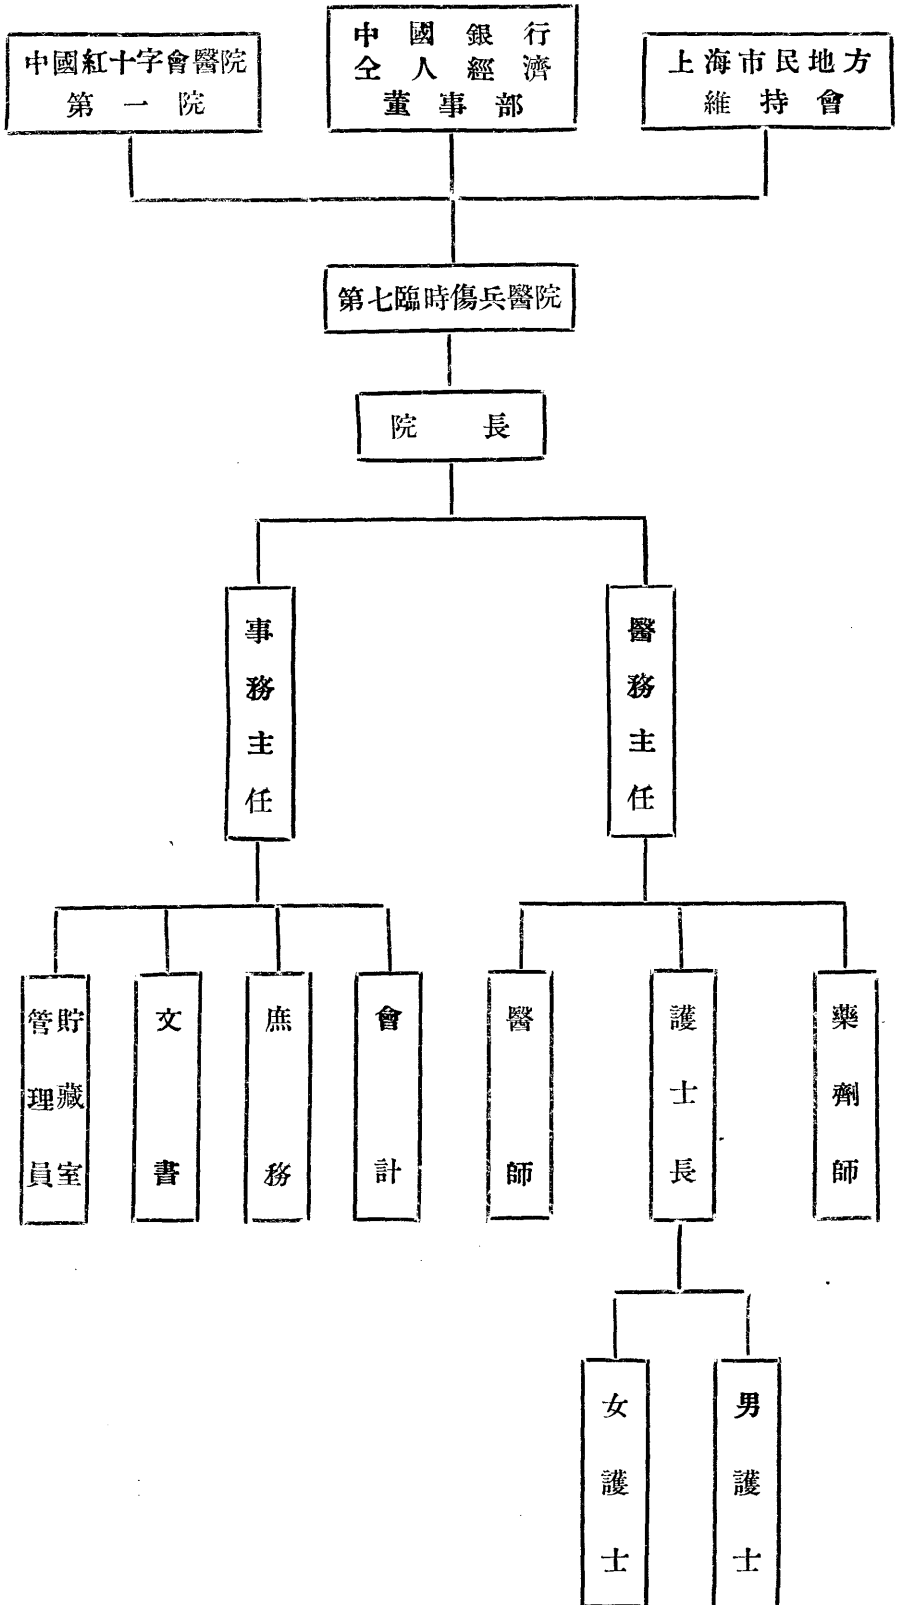 中國紅十字會醫院
第一院
中國銀行
仝人經濟
董事部
上海市民地方
維持會
第七臨時傷兵醫院
院長
事務主任
醫務主任
貯藏室
管理員
文書
庶務
會計
醫師
護士長
藥劑師
女護士
男護士